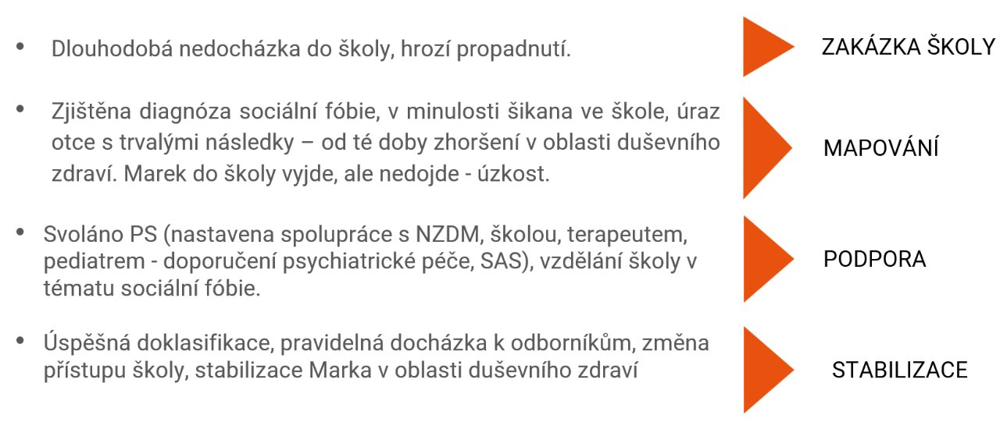 • Dlouhodobá nedocházka do školy, hrozí propadnutí.
ZAKÁZKA ŠKOLY
• Zjištěna diagnóza sociální fóbie, v minulosti šikana ve škole, úraz
otce s trvalými následky – od té doby zhoršení v oblasti duševního
zdraví. Marek do školy vyjde, ale nedojde - úzkost.
MAPOVÁNÍ
• Svoláno PS (nastavena spolupráce s NZDM, školou, terapeutem,
pediatrem - doporučení psychiatrické péče, SAS), vzdělání školy v
tématu sociální fóbie.
PODPORA
• Úspěšná doklasifikace, pravidelná docházka k odborníkům, změna
přístupu školy, stabilizace Marka v oblasti duševního zdraví
STABILIZACE